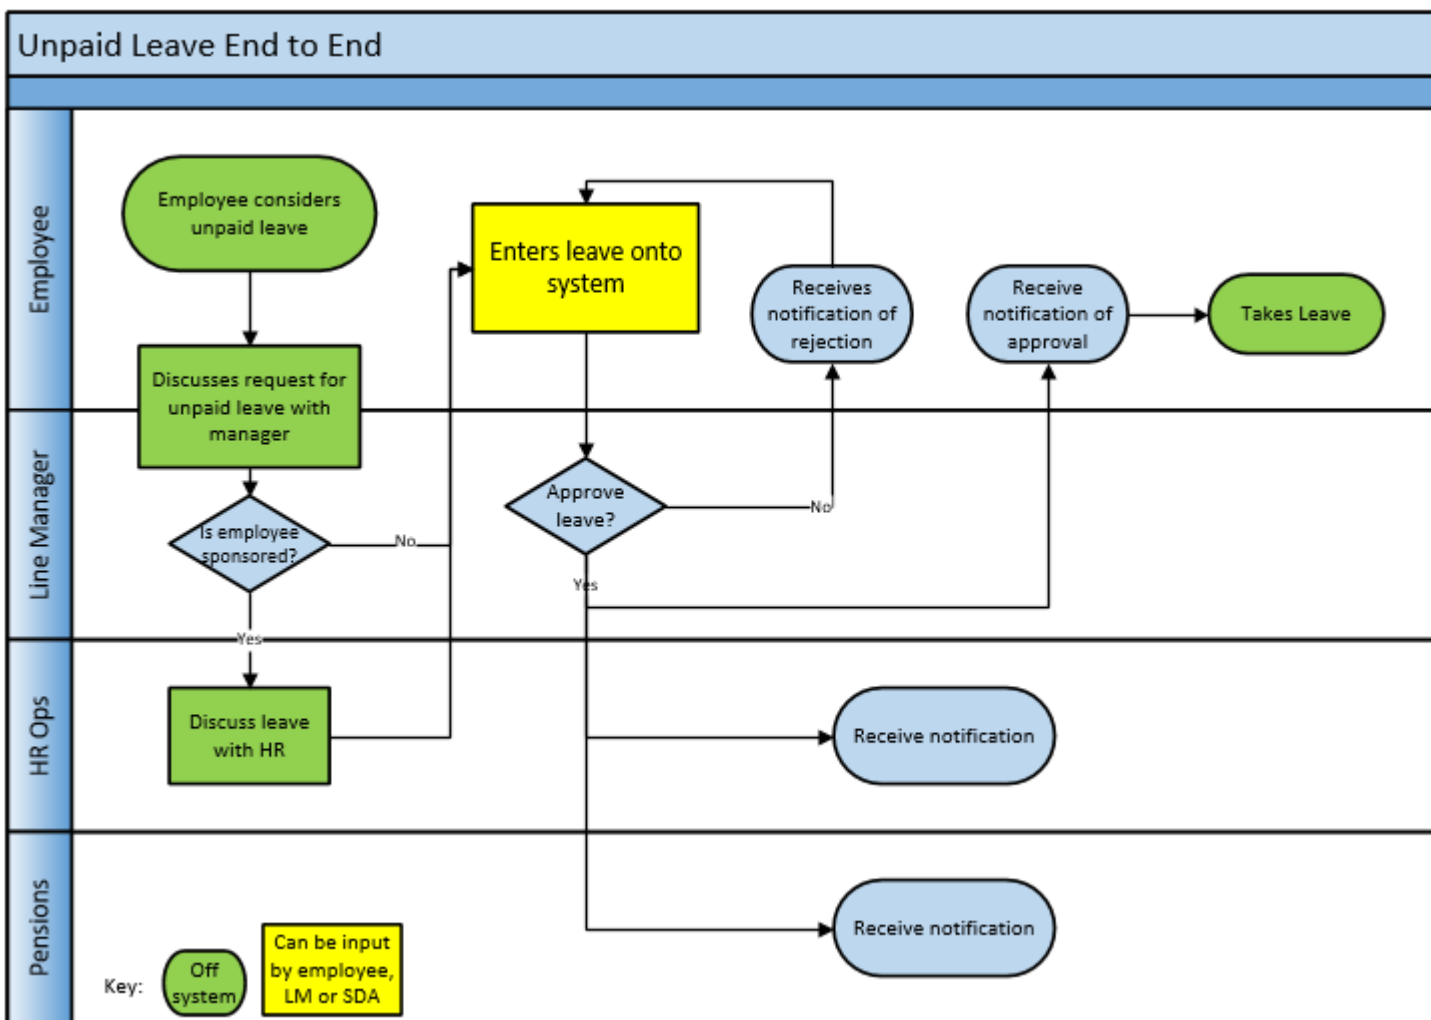 Unpaid Leave End to End
Employee
Employee considers
unpaid leave
Enters leave onto
system
Receives
notification of
rejection
Receive
notification of
approval
Takes Leave
Discusses request for
unpaid leave with
manager
Line Manager
Is employee
sponsored?
No
Yes
Approve
leave?
No
Yes
HR Ops
Discuss leave
with HR
Receive notification
Pensions
Receive notification
Key:
Off
system
Can be input
by employee,
LM or SDA